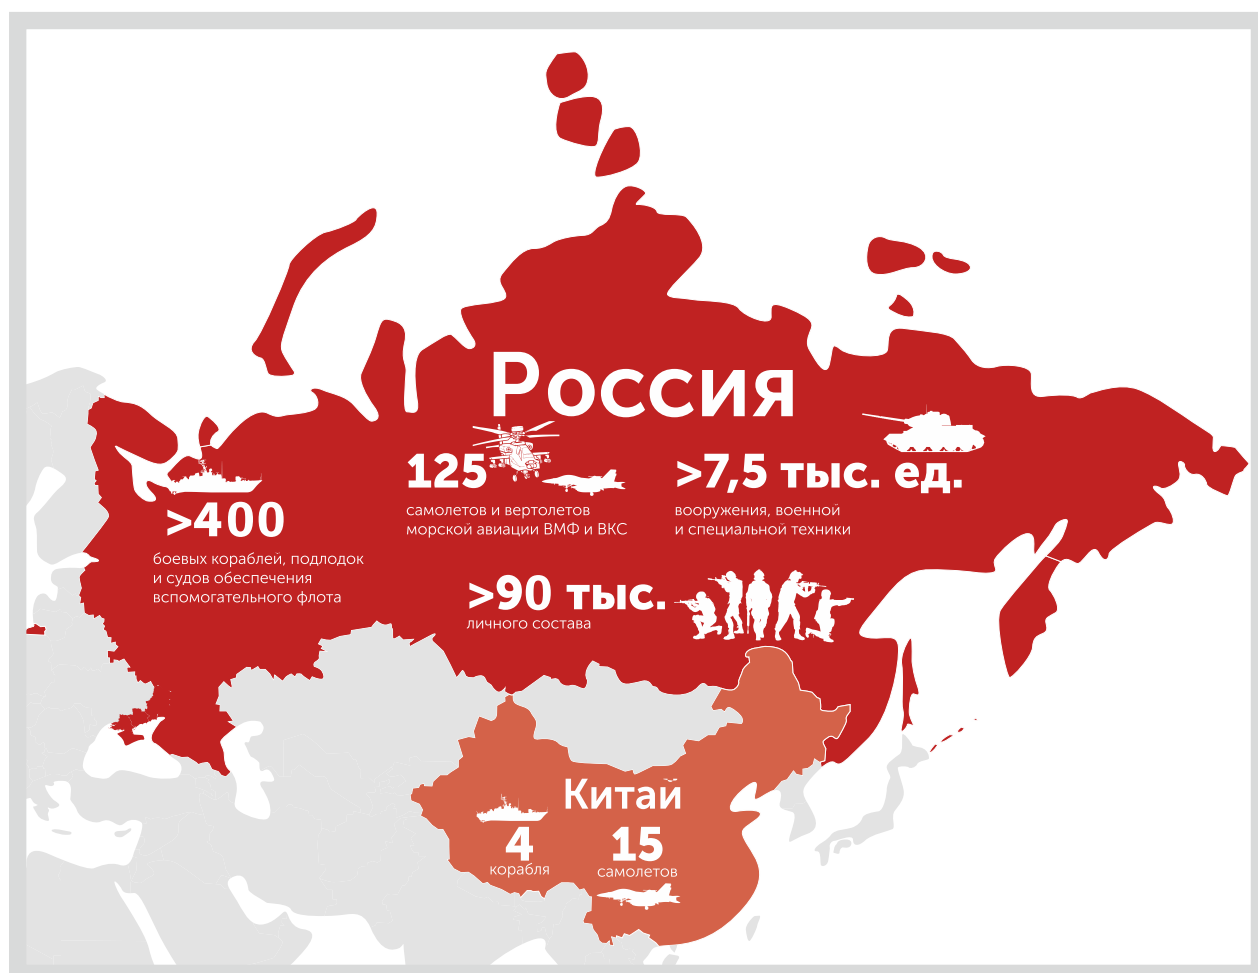 Россия
>400
боевых кораблей, подлодок
и судов обеспечения
вспомогательного флота
125
самолетов и вертолетов
морской авиации ВМФ и ВКС
>7,5 тыс. ед.
вооружения, военной
и специальной техники
>90 тыс.
личного состава
Китай
4
корабля
15
самолетов